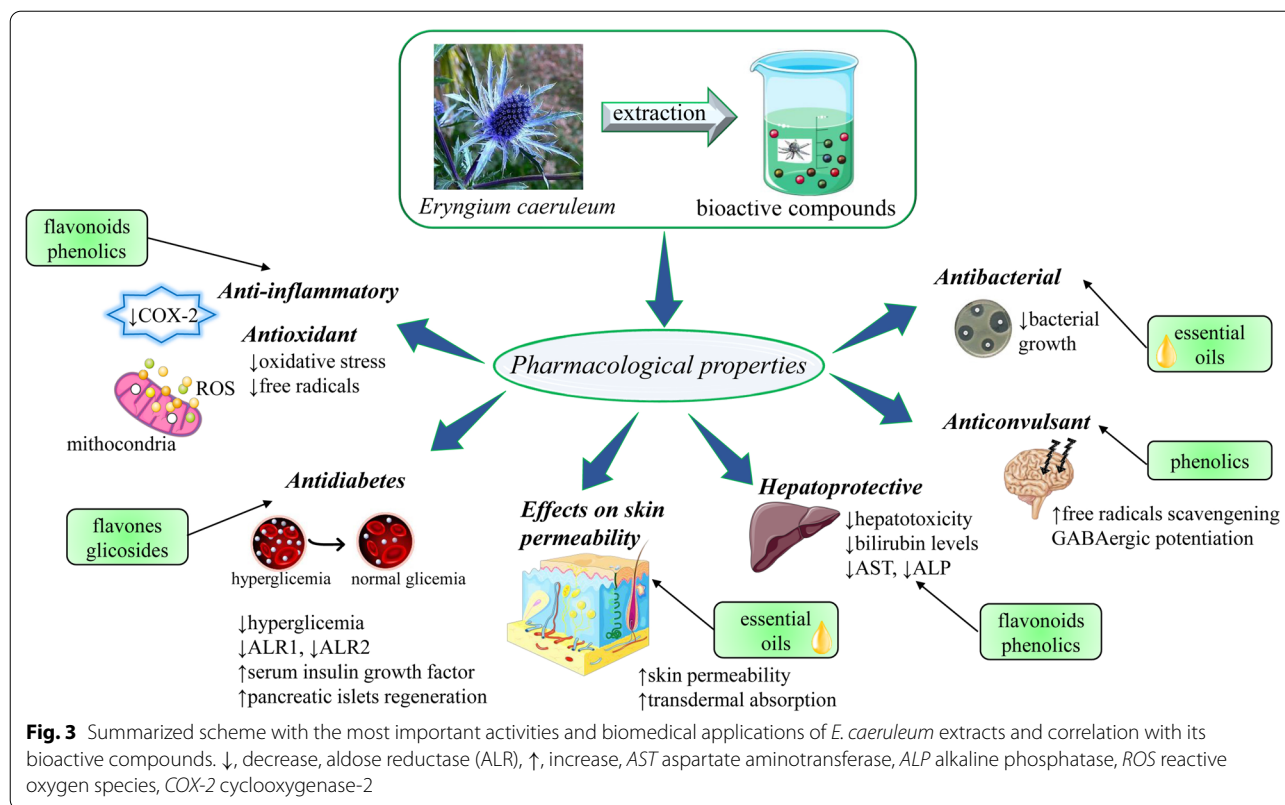 extraction
Eryngium caeruleum
bioactive compounds
flavonoids
phenolics
Anti-inflammatory
↓COX-2
Antioxidant
↓oxidative stress
↓free radicals
ROS
mithocondria
Pharmacological properties
Antibacterial
↓bacterial
growth
essential
oils
Anticonvulsant
phenolics
↑free radicals scavengening
GABAergic potentiation
Antidiabetes
flavones
glicosides
hyperglicemia
normal glicemia
↓hyperglicemia
↓ALR1, ↓ALR2
↑serum insulin growth factor
↑pancreatic islets regeneration
Effects on skin
permeability
essential
oils
↑skin permeability
↑transdermal absorption
Hepatoprotective
↓hepatotoxicity
↓bilirubin levels
↓AST, ↓ALP
flavonoids
phenolics
Fig. 3 Summarized scheme with the most important activities and biomedical applications of E. caeruleum extracts and correlation with its
bioactive compounds. ↓, decrease, aldose reductase (ALR), ↑, increase, AST aspartate aminotransferase, ALP alkaline phosphatase, ROS reactive
oxygen species, COX-2 cyclooxygenase-2